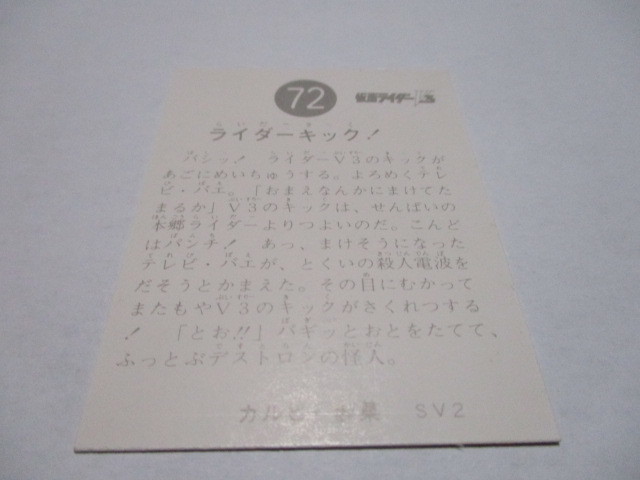 72
仮面ライダーV3
ライダーキック!
バシッ! ライダーV3のキックが
あごにめいちゅうする。よろめくテレ
ビ・バエ。「おまえなんかにまけてた
まるか」V3のキックは、せんぱいの
本郷ライダーよりつよいのだ。こんど
はパンチ! あっ、まけそうになった
テレビ・バエが、とくいの殺人電波を
だそうとかまえた。その目にむかって
またもやV3のキックがさくれつする
! 「とお!!」バギッとおとをたてて、
ふっとぶデストロンの怪人。
カルビー製菓 SV2